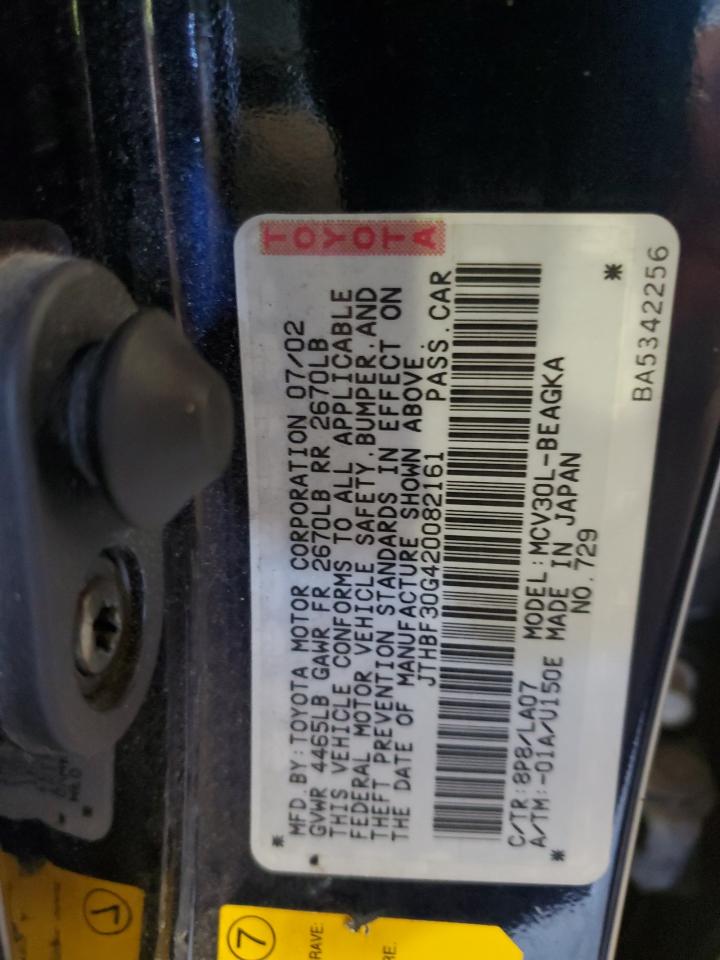 TOYOTA
MFD. BY: TOYOTA MOTOR CORPORATION 07/02
GVWR 4465LB GAWR FR 2670LB RR 2670LB
THIS VEHICLE CONFORMS TO ALL APPLICABLE
FEDERAL MOTOR VEHICLE SAFETY, BUMPER, AND
THEFT PREVENTION STANDARDS IN EFFECT ON
THE DATE OF MANUFACTURE SHOWN ABOVE.
JTHBF30G420082161 PASS. CAR
C/TR: 8P8/LA07 MODEL: MCV30L-BEAGKA
A/TM: -01A/U150E MADE IN JAPAN
NO. 729
BA5342256
7
RAVE:
RE.